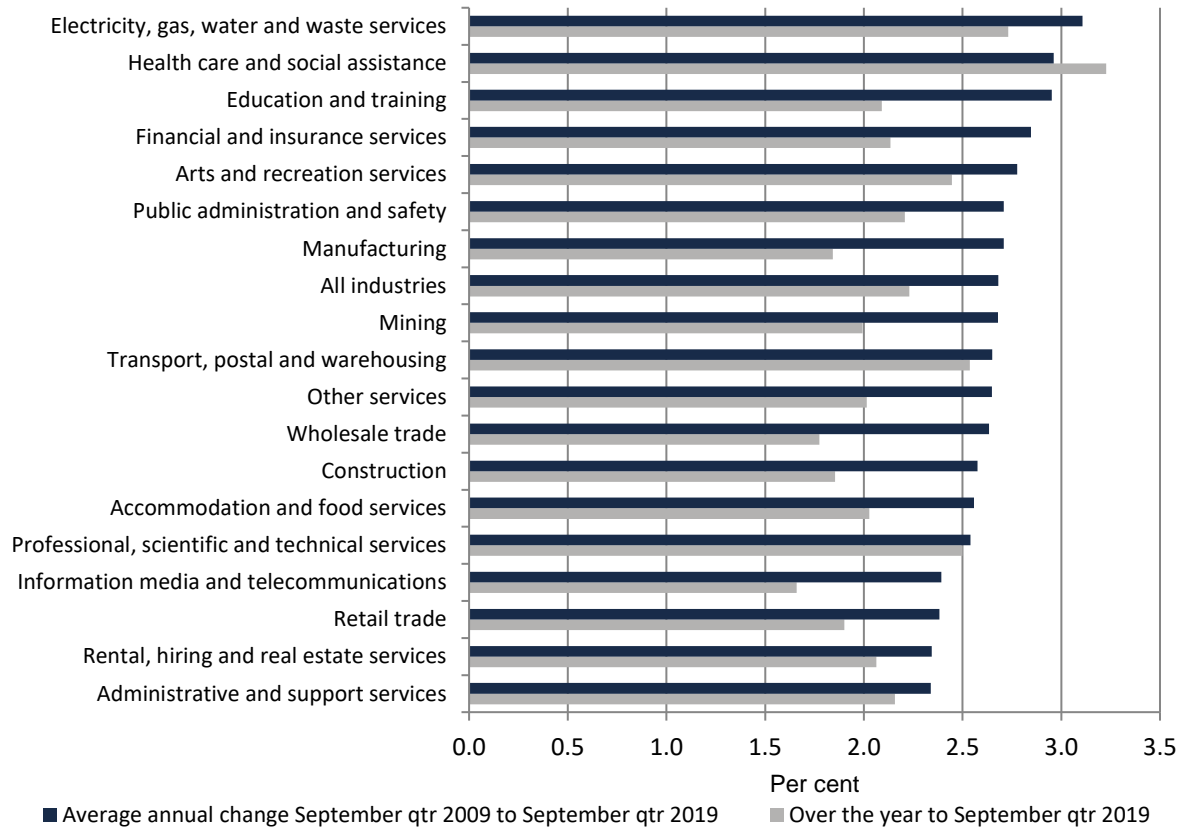 Electricity, gas, water and waste services
Health care and social assistance
Education and training
Financial and insurance services
Arts and recreation services
Public administration and safety
Manufacturing
All industries
Mining
Transport, postal and warehousing
Other services
Wholesale trade
Construction
Accommodation and food services
Professional, scientific and technical services
Information media and telecommunications
Retail trade
Rental, hiring and real estate services
Administrative and support services
0.0 0.5 1.0 1.5 2.0 2.5 3.0 3.5
Per cent
Average annual change September qtr 2009 to September qtr 2019 Over the year to September qtr 2019